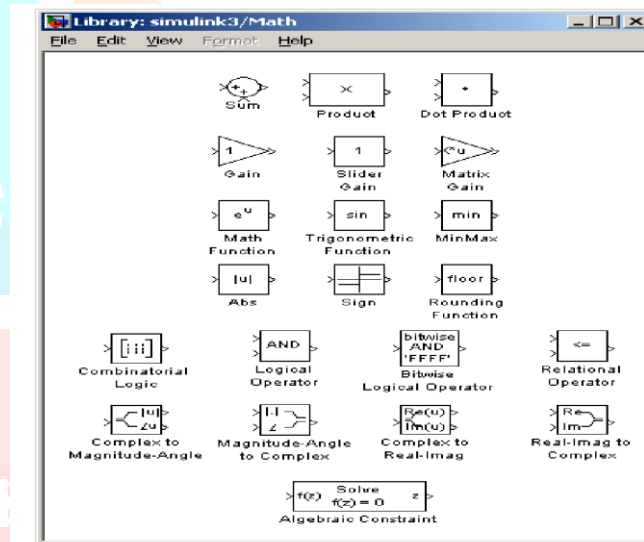 Library: simulink3/Math
File Edit View Format Help
Sum Product Dot Product
1 1 *u
Gain Slider Gain Matrix Gain
e^u sin min
Math Function Trigonometric Function MinMax
|u| floor
Abs Sign Rounding Function
AND bitwise AND 'FFFF' <=
Combinatorial Logic Logical Operator Bitwise Logical Operator Relational Operator
|u| ∠u |.| ∠ Re(u) Im(u) Re Im
Complex to Magnitude-Angle Magnitude-Angle to Complex Complex to Real-Imag Real-Imag to Complex
f(z) Solve f(z) = 0 z
Algebraic Constraint